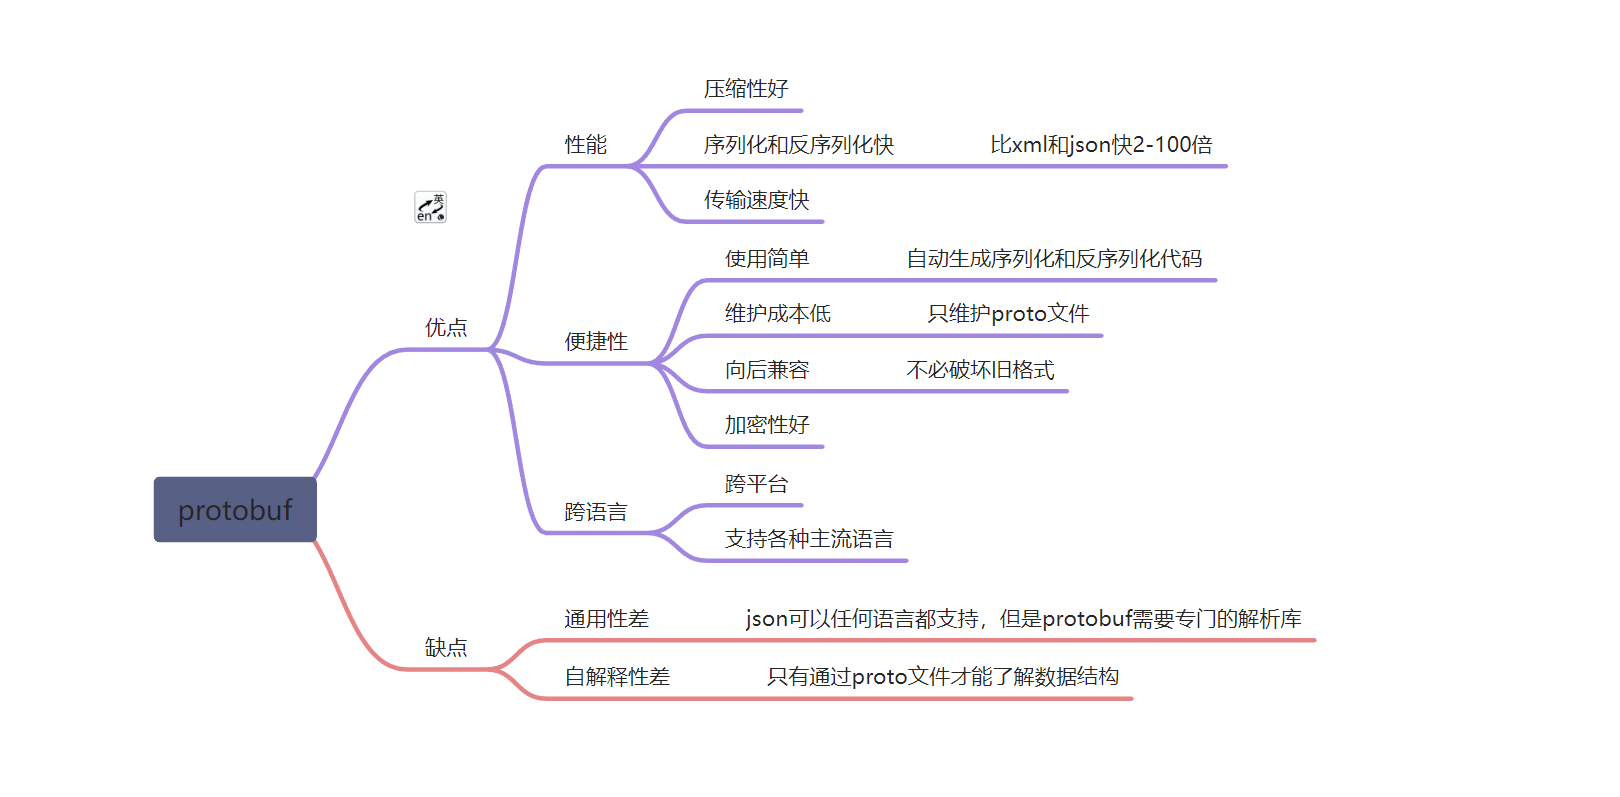 压缩性好
性能
序列化和反序列化快
比xml和json快2-100倍
传输速度快
英
en
使用简单
自动生成序列化和反序列化代码
维护成本低
只维护proto文件
优点
便捷性
向后兼容
不必破坏旧格式
加密性好
跨平台
protobuf
跨语言
支持各种主流语言
通用性差
json可以任何语言都支持，但是protobuf需要专门的解析库
缺点
自解释性差
只有通过proto文件才能了解数据结构